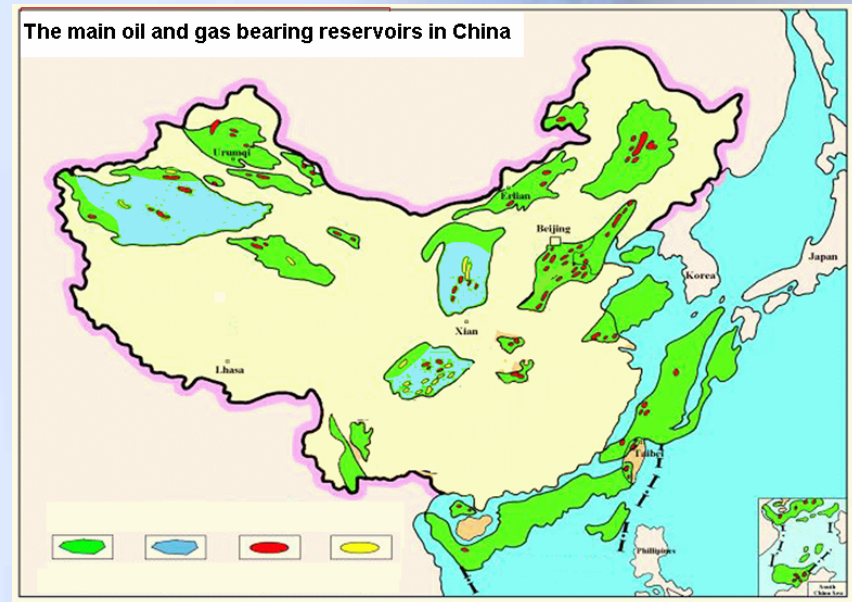 The main oil and gas bearing reservoirs in China
Urumqi
Erlian
Beijing
Korea
Japan
Xian
Lhasa
Taibei
Phillipines
South
China Sea